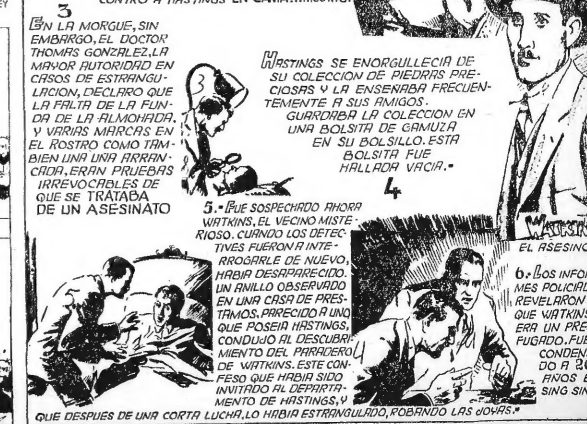 EY
CONTRO A HASTINGS EN CAMA
3
EN LA MORGUE, SIN
EMBARGO, EL DOCTOR
THOMAS GONZALEZ, LA
MAYOR AUTORIDAD EN
CASOS DE ESTRANGU-
LACION, DECLARO QUE
LA FALTA DE LA FUN-
DA DE LA ALMOHADA,
Y VARIAS MARCAS EN
EL ROSTRO COMO TAM-
BIEN UNA UÑA ARRAN-
CADA, ERAN PRUEBAS
IRREVOCABLES DE
QUE SE TRATABA
DE UN ASESINATO
HASTINGS SE ENORGULLECIA DE
SU COLECCION DE PIEDRAS PRE-
CIOSAS Y LA ENSEÑABA FRECUEN-
TEMENTE A SUS AMIGOS.
GUARDABA LA COLECCION EN
UNA BOLSITA DE GAMUZA
EN SU BOLSILLO. ESTA
BOLSITA FUE
HALLADA VACIA.
4
5.- FUE SOSPECHADO AHORA
WATKINS, EL VECINO MISTE-
RIOSO. CUANDO LOS DETEC-
TIVES FUERON A INTE-
RROGARLE DE NUEVO,
HABIA DESAPARECIDO.
UN ANILLO OBSERVADO
EN UNA CASA DE PRES-
TAMOS, PARECIDO A UNO
QUE POSEIA HASTINGS,
CONDUJO AL DESCUBRI
MIENTO DEL PARADERO
DE WATKINS. ESTE CON-
FESO QUE HABIA SIDO
INVITADO AL DEPARTA-
MENTO DE HASTINGS, Y
QUE DESPUES DE UNA CORTA LUCHA, LO HABIA ESTRANGULADO, ROBANDO LAS JOYAS.
WATKINS
EL ASESINO
6.- LOS INFOR
MES POLICIAL
REVELARON
QUE WATKINS
ERA UN PRE
FUGADO. FUE
CONDEN
DO A 20
AÑOS E
SING SIN